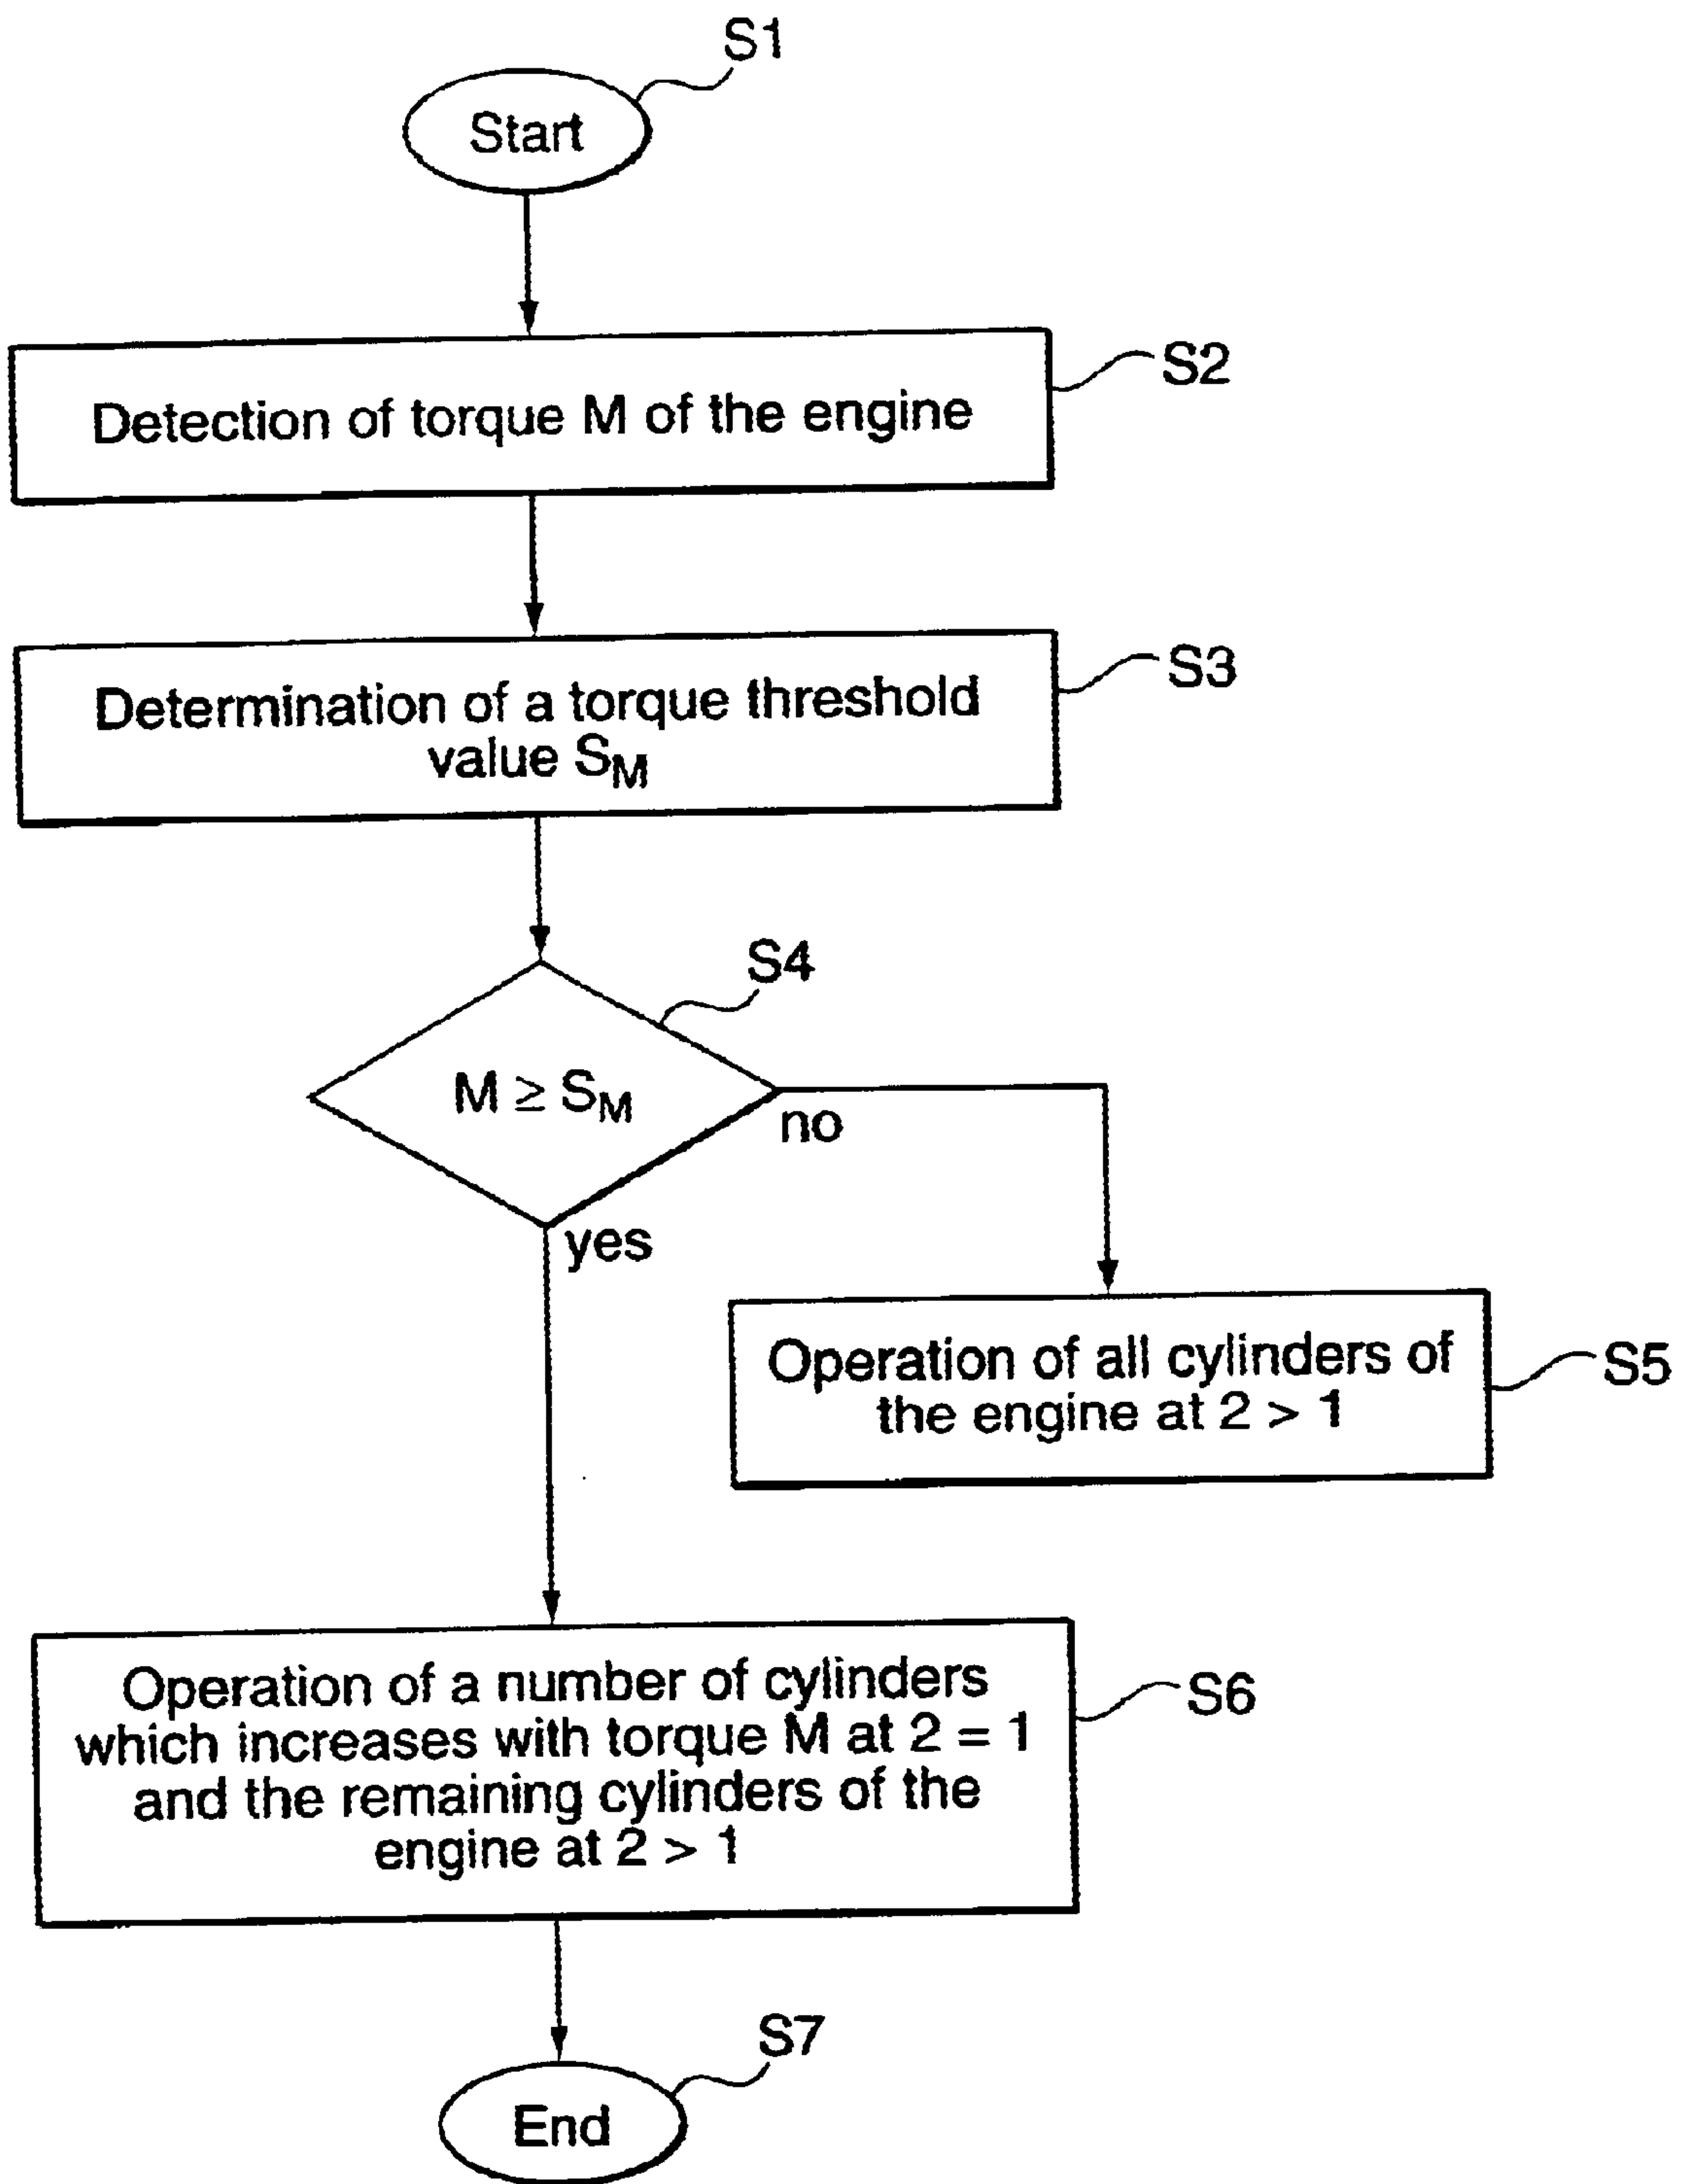 S1
Start
S2
Detection of torque M of the engine
S3
Determination of a torque threshold
value SM
S4
M ≥ SM
no
yes
Operation of all cylinders of
the engine at 2 > 1
S5
Operation of a number of cylinders
which increases with torque M at 2 = 1
and the remaining cylinders of the
engine at 2 > 1
S6
S7
End